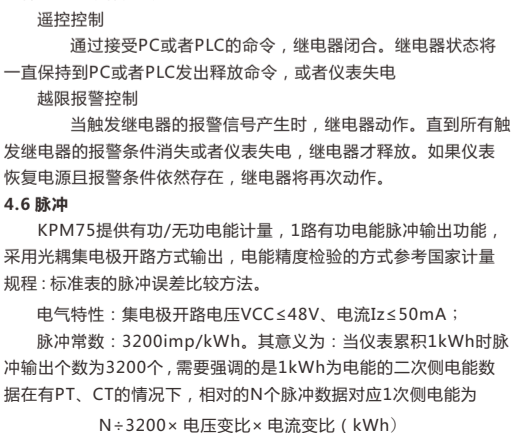 遥控控制
通过接受PC或者PLC的命令，继电器闭合。继电器状态将
一直保持到PC或者PLC发出释放命令，或者仪表失电
越限报警控制
当触发继电器的报警信号产生时，继电器动作。直到所有触
发继电器的报警条件消失或者仪表失电，继电器才释放。如果仪表
恢复电源且报警条件依然存在，继电器将再次动作。
4.6 脉冲
KPM75提供有功/无功电能计量，1路有功电能脉冲输出功能，
采用光耦集电极开路方式输出，电能精度检验的方式参考国家计量
规程：标准表的脉冲误差比较方法。
电气特性：集电极开路电压VCC≤48V、电流Iz≤50mA；
脉冲常数：3200imp/kWh。其意义为：当仪表累积1kWh时脉
冲输出个数为3200个，需要强调的是1kWh为电能的二次侧电能数
据在有PT、CT的情况下，相对的N个脉冲数据对应1次侧电能为
N÷3200×电压变比×电流变比（kWh）